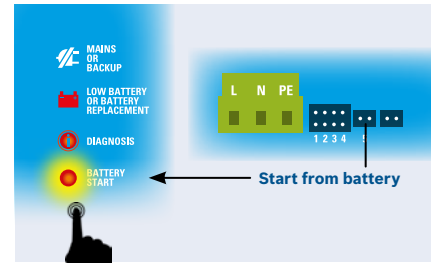 MAINS
OR
BACKUP
LOW BATTERY
OR BATTERY
REPLACEMENT
DIAGNOSIS
BATTERY
START
L N PE
1 2 3 4 5
Start from battery